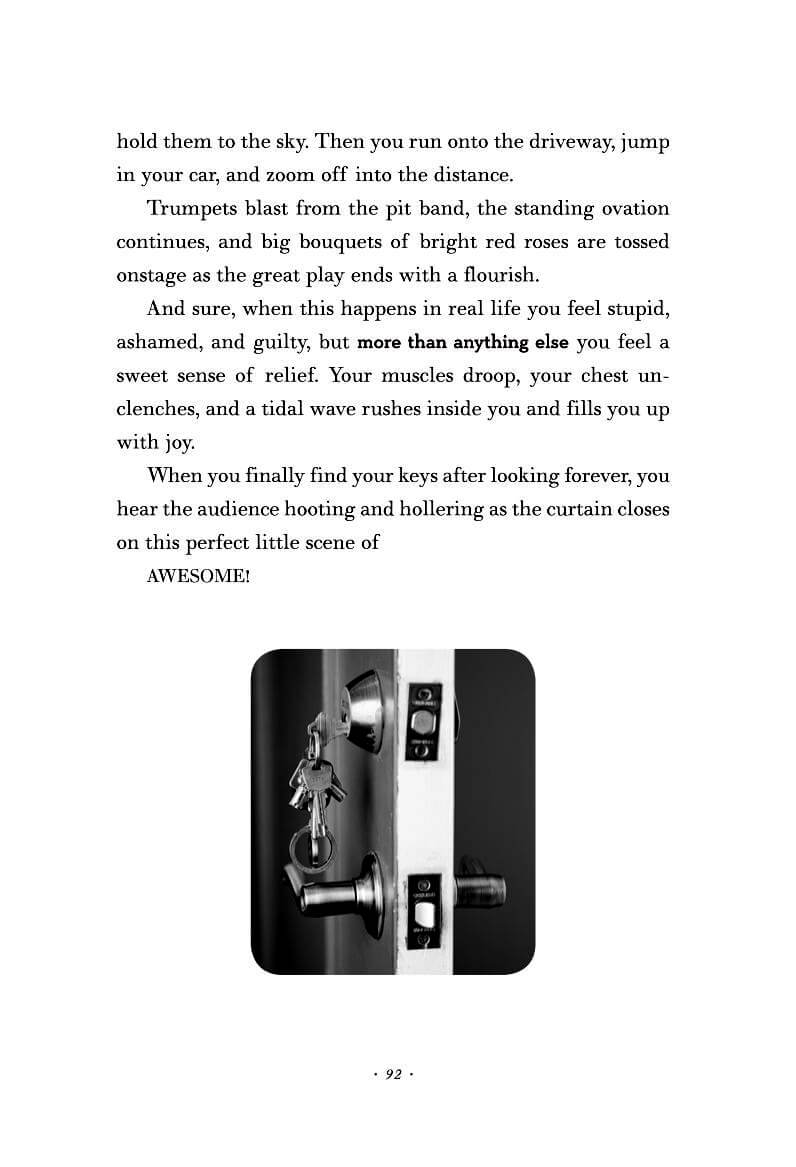 hold them to the sky. Then you run onto the driveway, jump
in your car, and zoom off into the distance.
Trumpets blast from the pit band, the standing ovation
continues, and big bouquets of bright red roses are tossed
onstage as the great play ends with a flourish.
And sure, when this happens in real life you feel stupid,
ashamed, and guilty, but more than anything else you feel a
sweet sense of relief. Your muscles droop, your chest un-
clenches, and a tidal wave rushes inside you and fills you up
with joy.
When you finally find your keys after looking forever, you
hear the audience hooting and hollering as the curtain closes
on this perfect little scene of
AWESOME!
· 92 ·